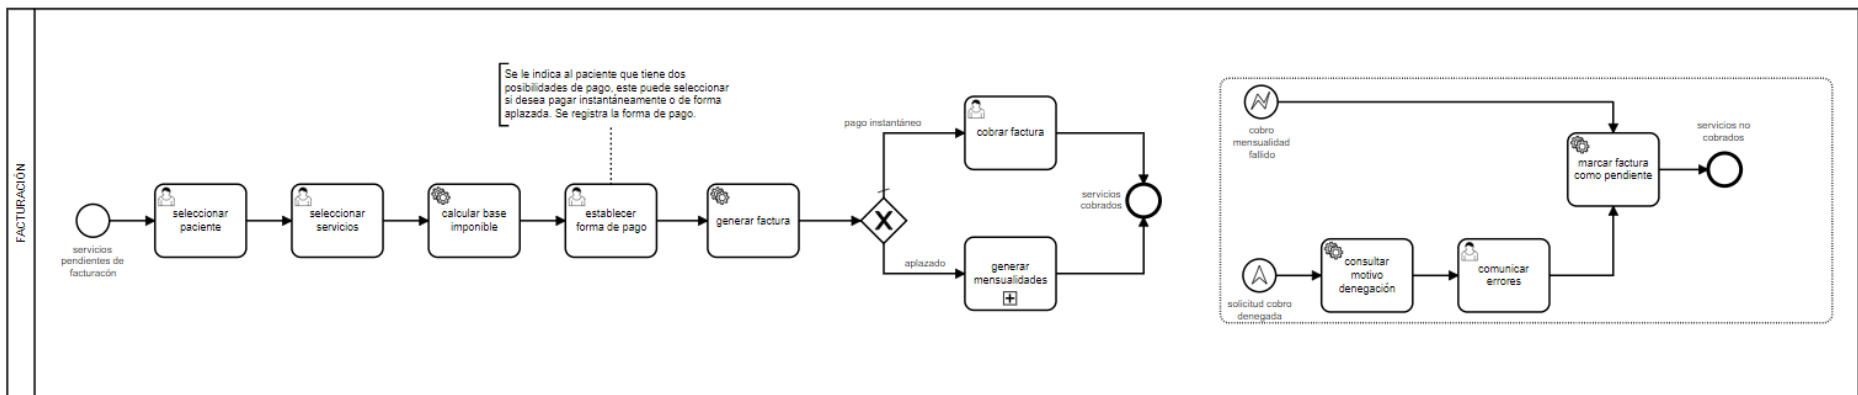 FACTURACIÓN
servicios
pendientes de
facturacón
seleccionar
paciente
seleccionar
servicios
calcular base
imponible
Se le indica al paciente que tiene dos
posibilidades de pago, este puede seleccionar
si desea pagar instantáneamente o de forma
aplazada. Se registra la forma de pago.
establecer
forma de pago
generar factura
pago instantáneo
aplazado
cobrar factura
generar
mensualidades
servicios
cobrados
cobro
mensualidad
fallido
solicitud cobro
denegada
consultar
motivo
denegación
comunicar
errores
marcar factura
como pendiente
servicios no
cobrados